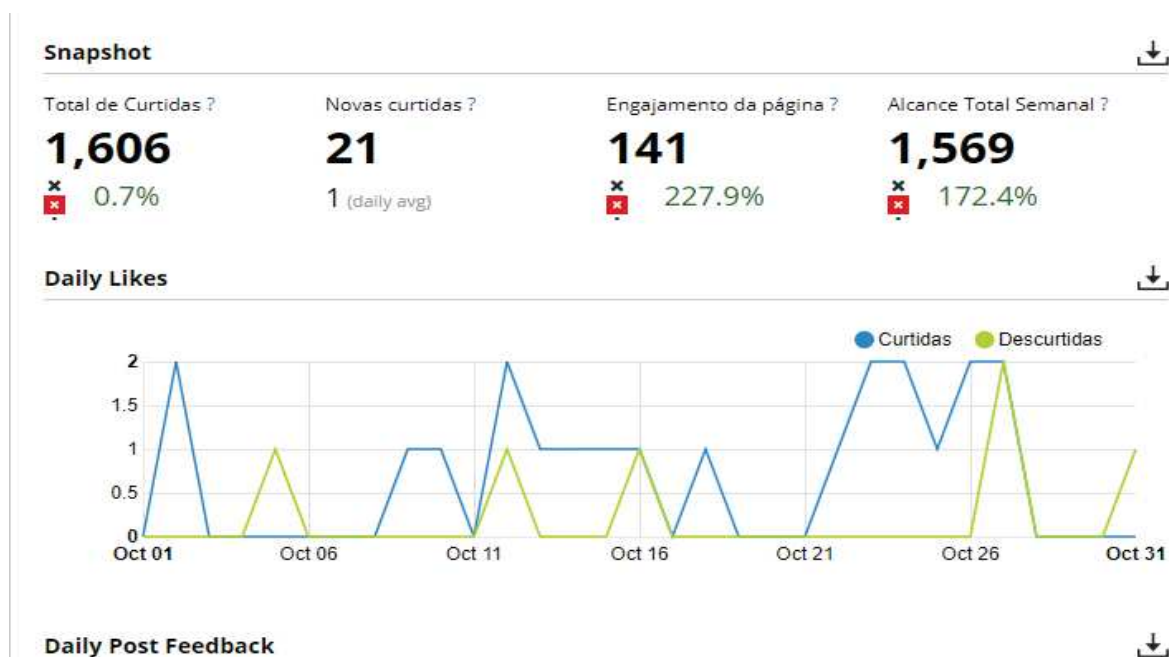 Snapshot
Total de Curtidas ? Novas curtidas ? Engajamento da página ? Alcance Total Semanal ?
1,606 21 141 1,569
0.7% 1 (daily avg) 227.9% 172.4%
Daily Likes
Curtidas Descurtidas
2
1.5
1
0.5
0
Oct 01 Oct 06 Oct 11 Oct 16 Oct 21 Oct 26 Oct 31
Daily Post Feedback